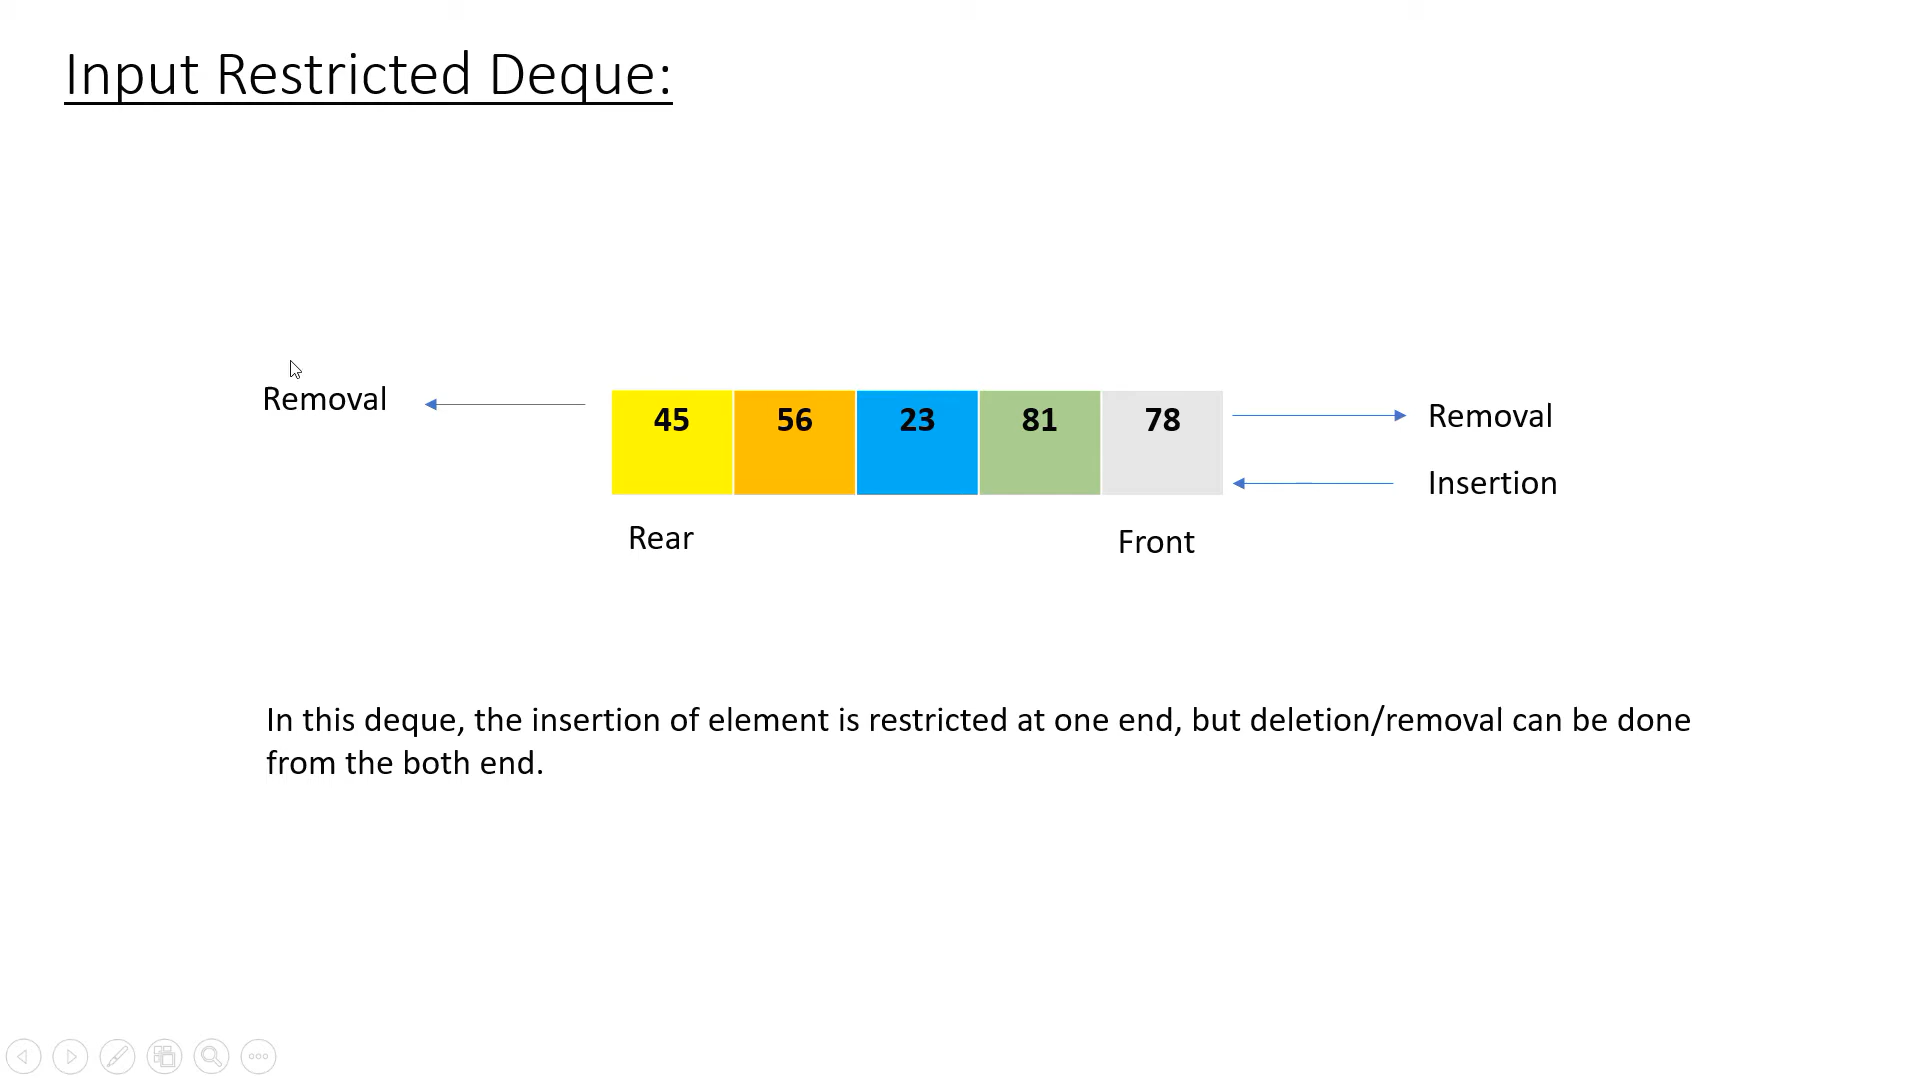 Input Restricted Deque:
Removal
45 56 23 81 78
Removal
Insertion
Rear
Front
In this deque, the insertion of element is restricted at one end, but deletion/removal can be done
from the both end.